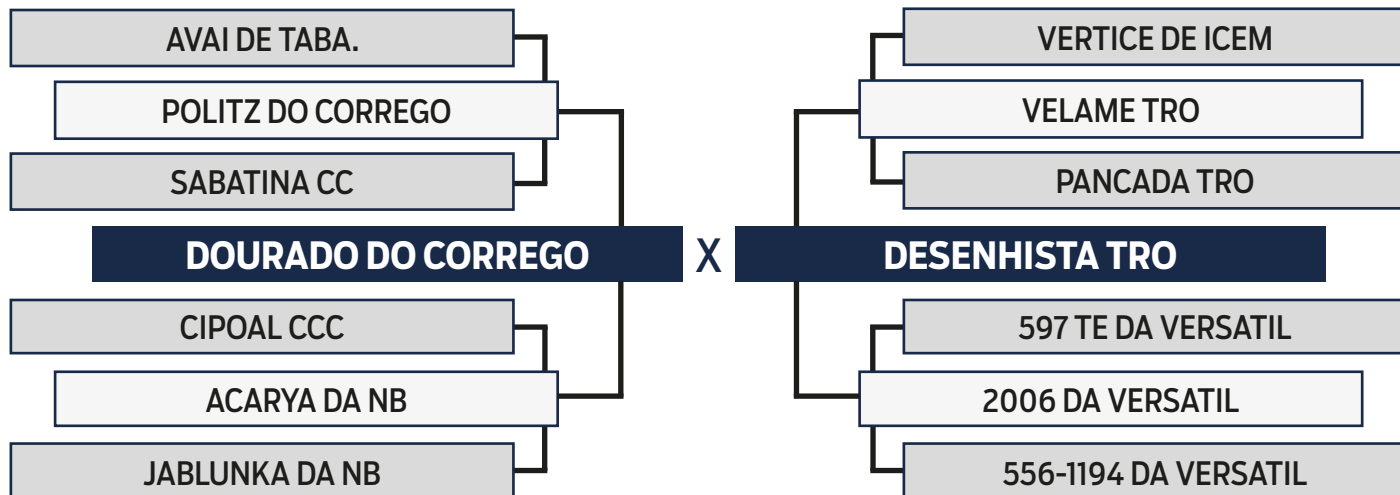 AVAI DE TABA.
POLITZ DO CORREGO
SABATINA CC
DOURADO DO CORREGO
CIPOAL CCC
ACARYA DA NB
JABLUNKA DA NB
X
VERTICE DE ICEM
VELAME TRO
PANCADA TRO
DESENHISTA TRO
597 TE DA VERSATIL
2006 DA VERSATIL
556-1194 DA VERSATIL